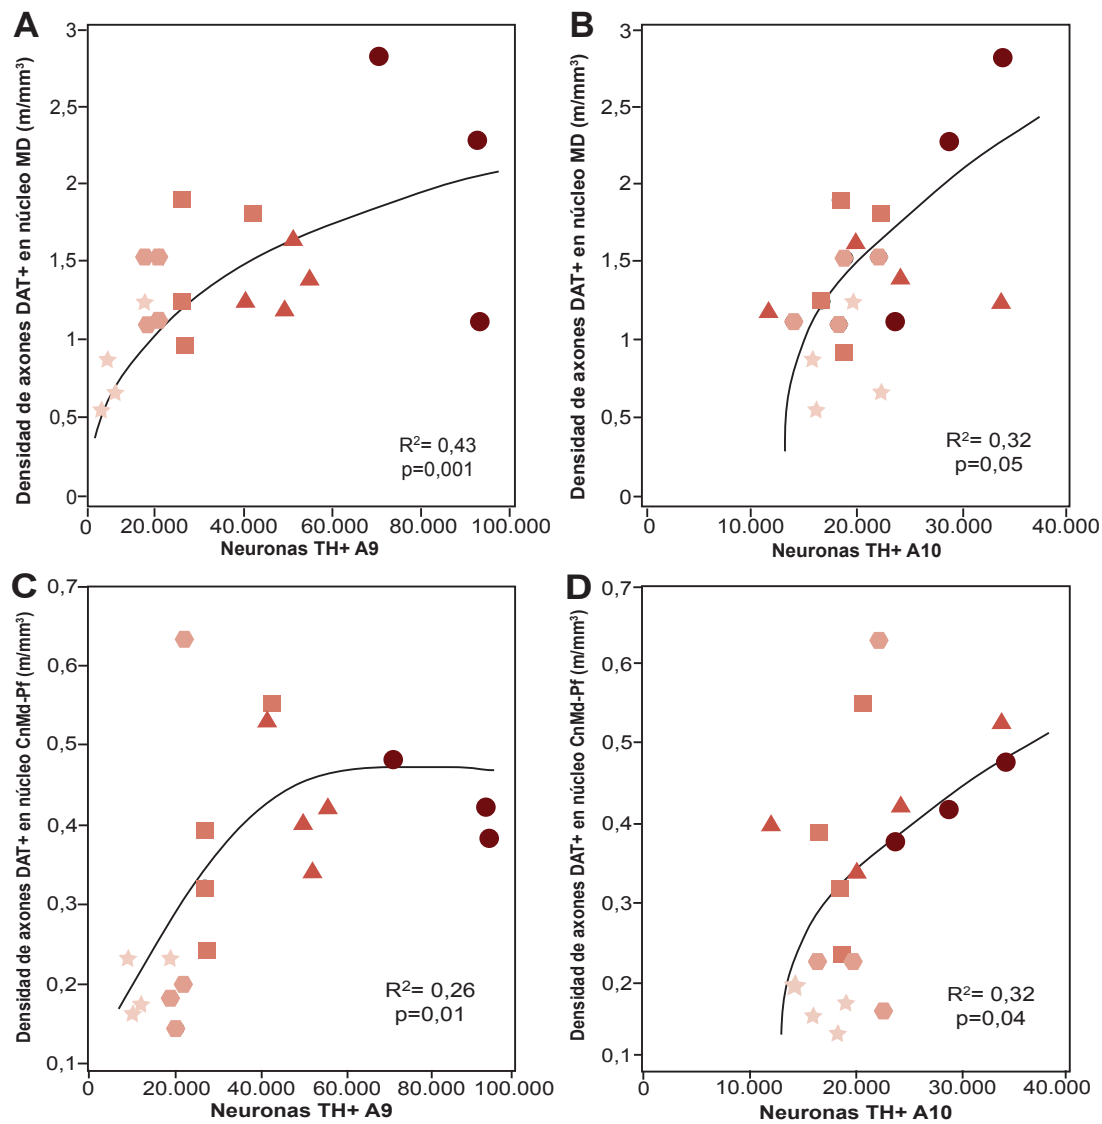 A
Densidad de axones DAT+ en núcleo MD (m/mm³)
3
2,5
2
1,5
1
0,5
0
R²= 0,43
p=0,001
0
20.000
40.000
60.000
80.000
100.000
Neuronas TH+ A9
B
Densidad de axones DAT+ en núcleo MD (m/mm³)
3
2,5
2
1,5
1
0,5
0
R²= 0,32
p=0,05
0
10.000
20.000
30.000
40.000
Neuronas TH+ A10
C
Densidad de axones DAT+ en núcleo CnMd-Pf (m/mm³)
0,7
0,6
0,5
0,4
0,3
0,2
0,1
R²= 0,26
p=0,01
0
20.000
40.000
60.000
80.000
100.000
Neuronas TH+ A9
D
Densidad de axones DAT+ en núcleo CnMd-Pf (m/mm³)
0,7
0,6
0,5
0,4
0,3
0,2
0,1
R²= 0,32
p=0,04
0
10.000
20.000
30.000
40.000
Neuronas TH+ A10